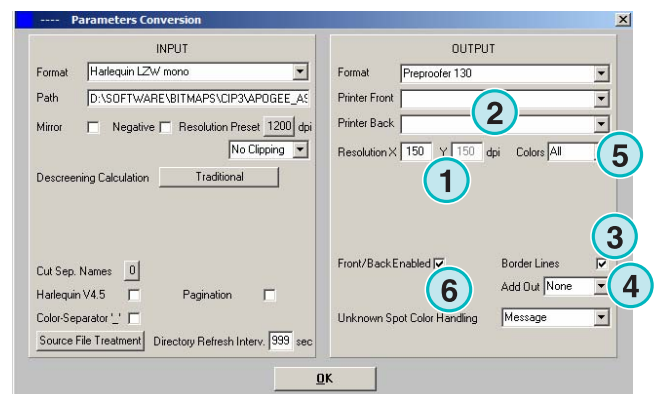 ---- Parameters Conversion
INPUT
Format Harlequin LZW mono
Path D:\SOFTWARE\BITMAPS\CIP3\APOGEE_AS
Mirror Negative Resolution Preset 1200 dpi
No Clipping
Descreening Calculation Traditional
Cut Sep. Names 0
Harlequin V4.5 Pagination
Color-Separator '_'
Source File Treatment Directory Refresh Interv. 999 sec
OUTPUT
Format Preproofer 130
Printer Front
2
Printer Back
Resolution X 150 Y 150 dpi Colors All
5
1
3
Front/Back Enabled Border Lines
6
Add Out None
4
Unknown Spot Color Handling Message
OK